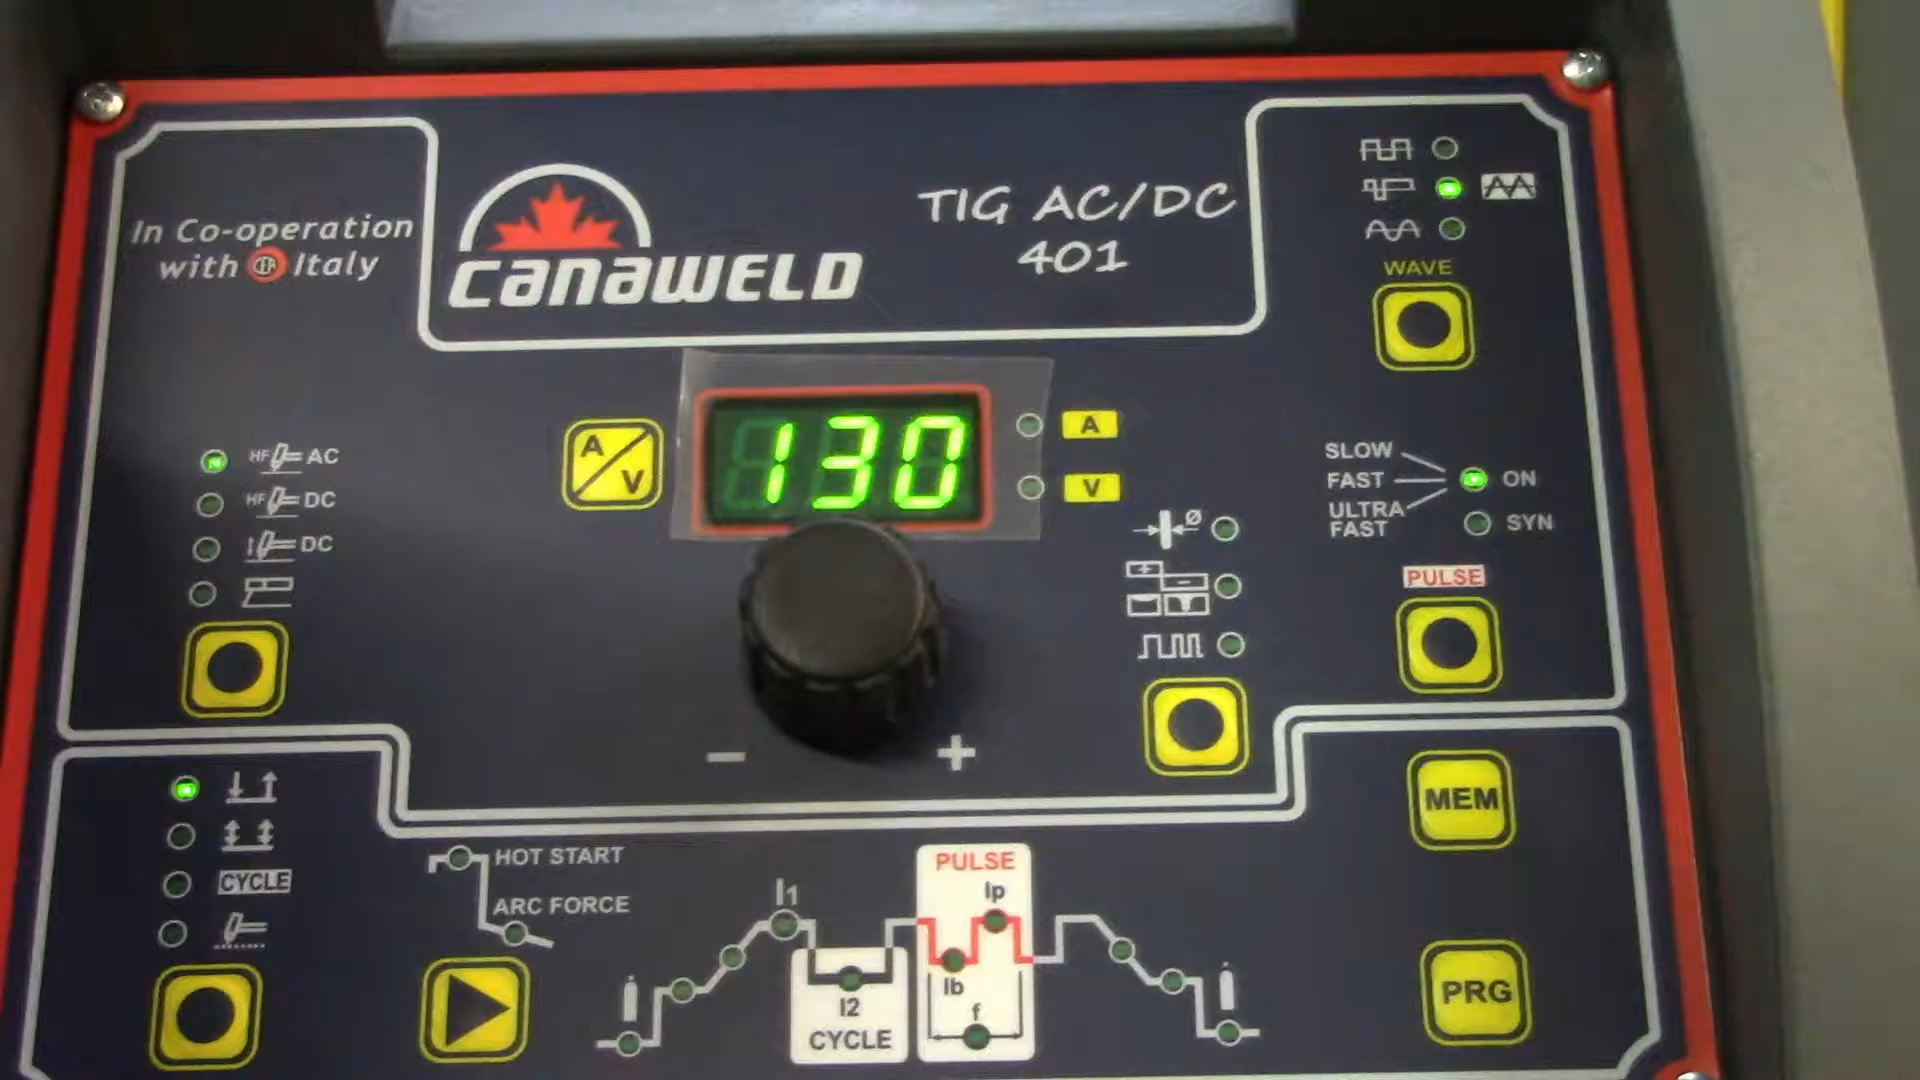 In Co-operation
with CEA Italy
CANAWELD
TIG AC/DC
401
WAVE
A
V
130
A
V
HF AC
HF DC
DC
Ø
+
-
SLOW
FAST
ULTRA
FAST
ON
SYN
PULSE
-
+
MEM
PRG
CYCLE
HOT START
ARC FORCE
I1
I2
CYCLE
PULSE
Ip
Ib
f